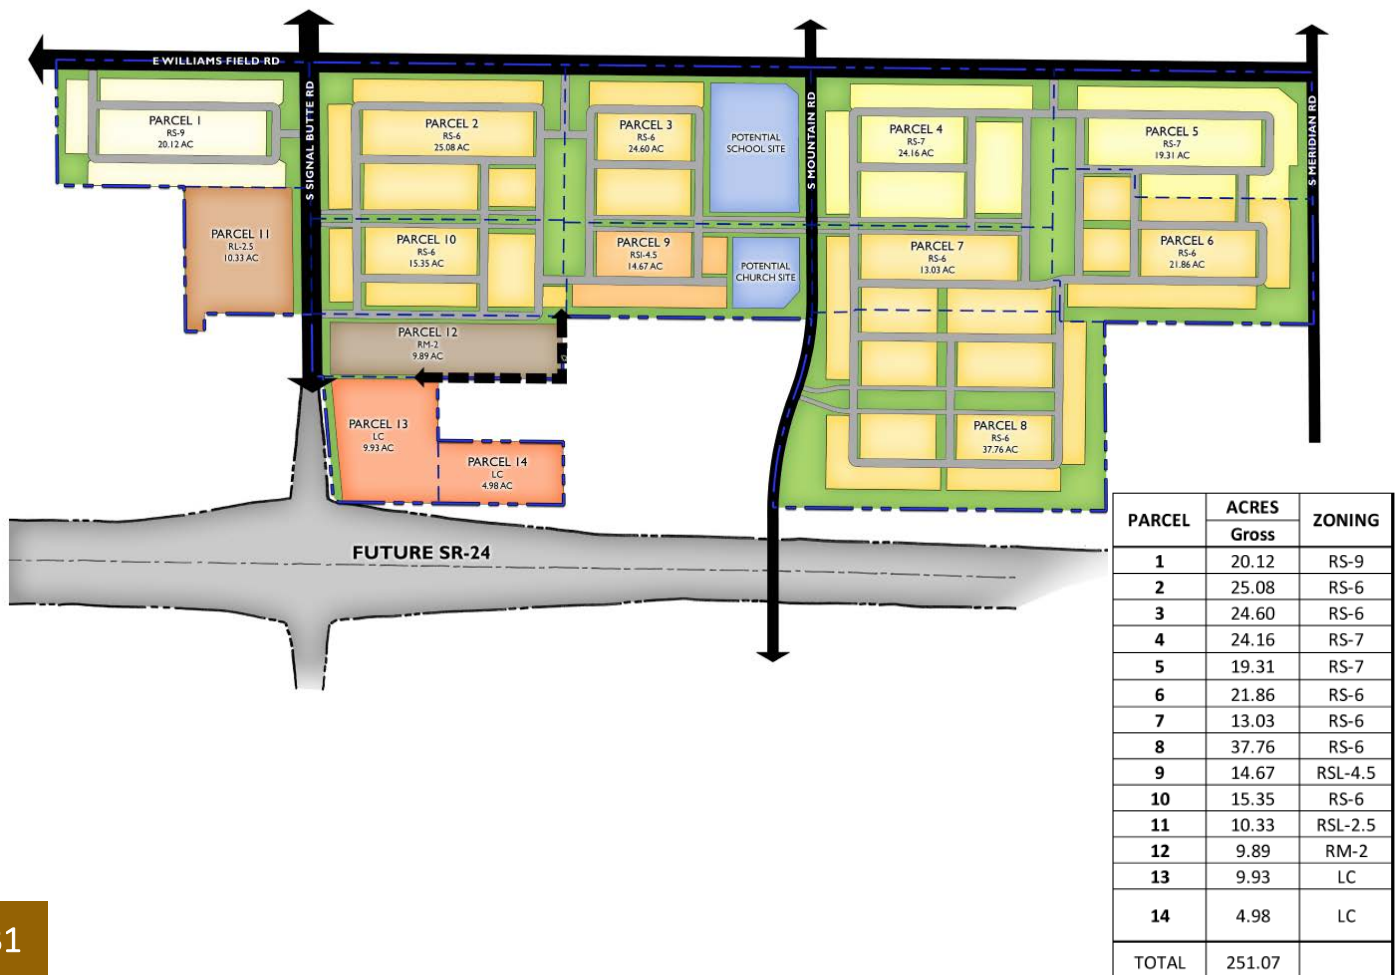 E WILLIAMS FIELD RD
S SIGNAL BUTTE RD
S MOUNTAIN RD
S MERIDIAN RD
PARCEL 1
RS-9
20.12 AC
PARCEL 2
RS-6
25.08 AC
PARCEL 3
RS-6
24.60 AC
POTENTIAL
SCHOOL SITE
PARCEL 4
RS-7
24.16 AC
PARCEL 5
RS-7
19.31 AC
PARCEL 11
RL-2.5
10.33 AC
PARCEL 10
RS-6
15.35 AC
PARCEL 9
RSI-4.5
14.67 AC
POTENTIAL
CHURCH SITE
PARCEL 7
RS-6
13.03 AC
PARCEL 6
RS-6
21.86 AC
PARCEL 12
RM-2
9.89 AC
PARCEL 13
LC
9.93 AC
PARCEL 14
LC
4.98 AC
PARCEL 8
RS-6
37.76 AC
FUTURE SR-24
PARCEL ACRES ZONING
Gross
1 20.12 RS-9
2 25.08 RS-6
3 24.60 RS-6
4 24.16 RS-7
5 19.31 RS-7
6 21.86 RS-6
7 13.03 RS-6
8 37.76 RS-6
9 14.67 RSL-4.5
10 15.35 RS-6
11 10.33 RSL-2.5
12 9.89 RM-2
13 9.93 LC
14 4.98 LC
TOTAL 251.07